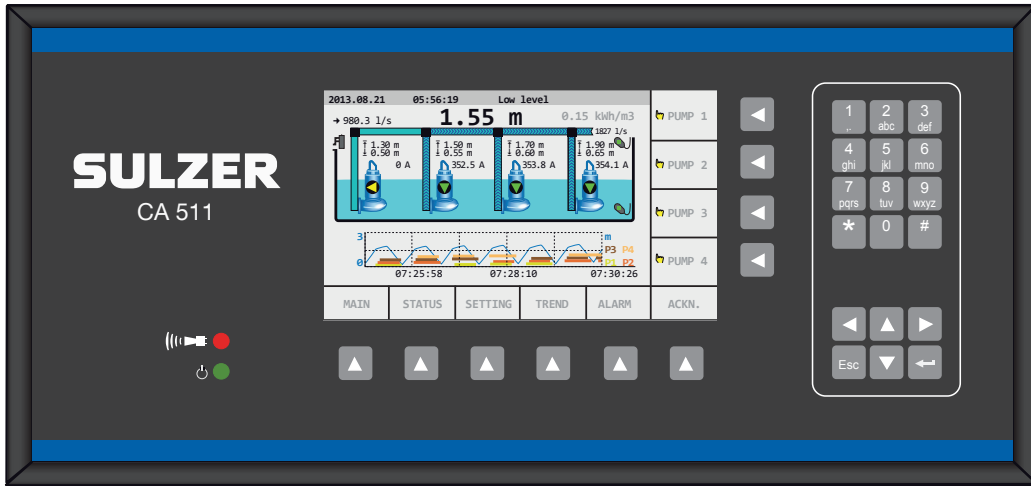 SULZER
CA 511
2013.08.21 05:56:19 Low level
980.3 l/s 1.55 m 0.15 kWh/m3
1827 l/s
1.30 m 1.50 m 1.70 m 1.90 m
0.50 m 0.55 m 0.60 m 0.65 m
0 A 352.5 A 353.8 A 354.1 A
3 m
P3 P4
0 P1 P2
07:25:58 07:28:10 07:30:26
PUMP 1
PUMP 2
PUMP 3
PUMP 4
MAIN STATUS SETTING TREND ALARM ACKN.
1 2 3
,. abc def
4 5 6
ghi jkl mno
7 8 9
pqrs tuv wxyz
* 0 #
Esc